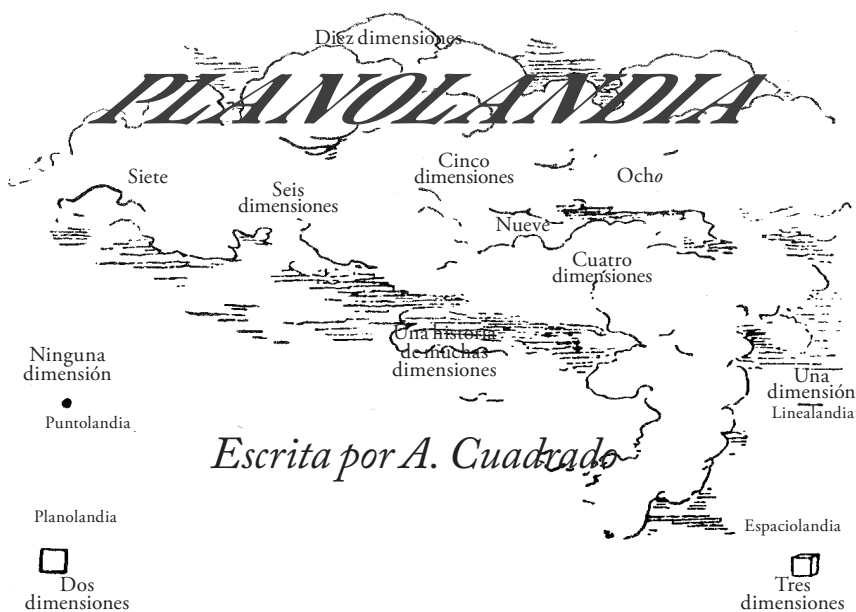 Diez dimensiones
PLANOLANDIA
Cinco
dimensiones
Siete
Ocho
Seis
dimensiones
Nueve
Cuatro
dimensiones
Una historia
de muchas
dimensiones
Ninguna
dimensión
Puntolandia
Una
dimensión
Linealandia
Escrita por A. Cuadrado
Planolandia
Dos
dimensiones
Espaciolandia
Tres
dimensiones